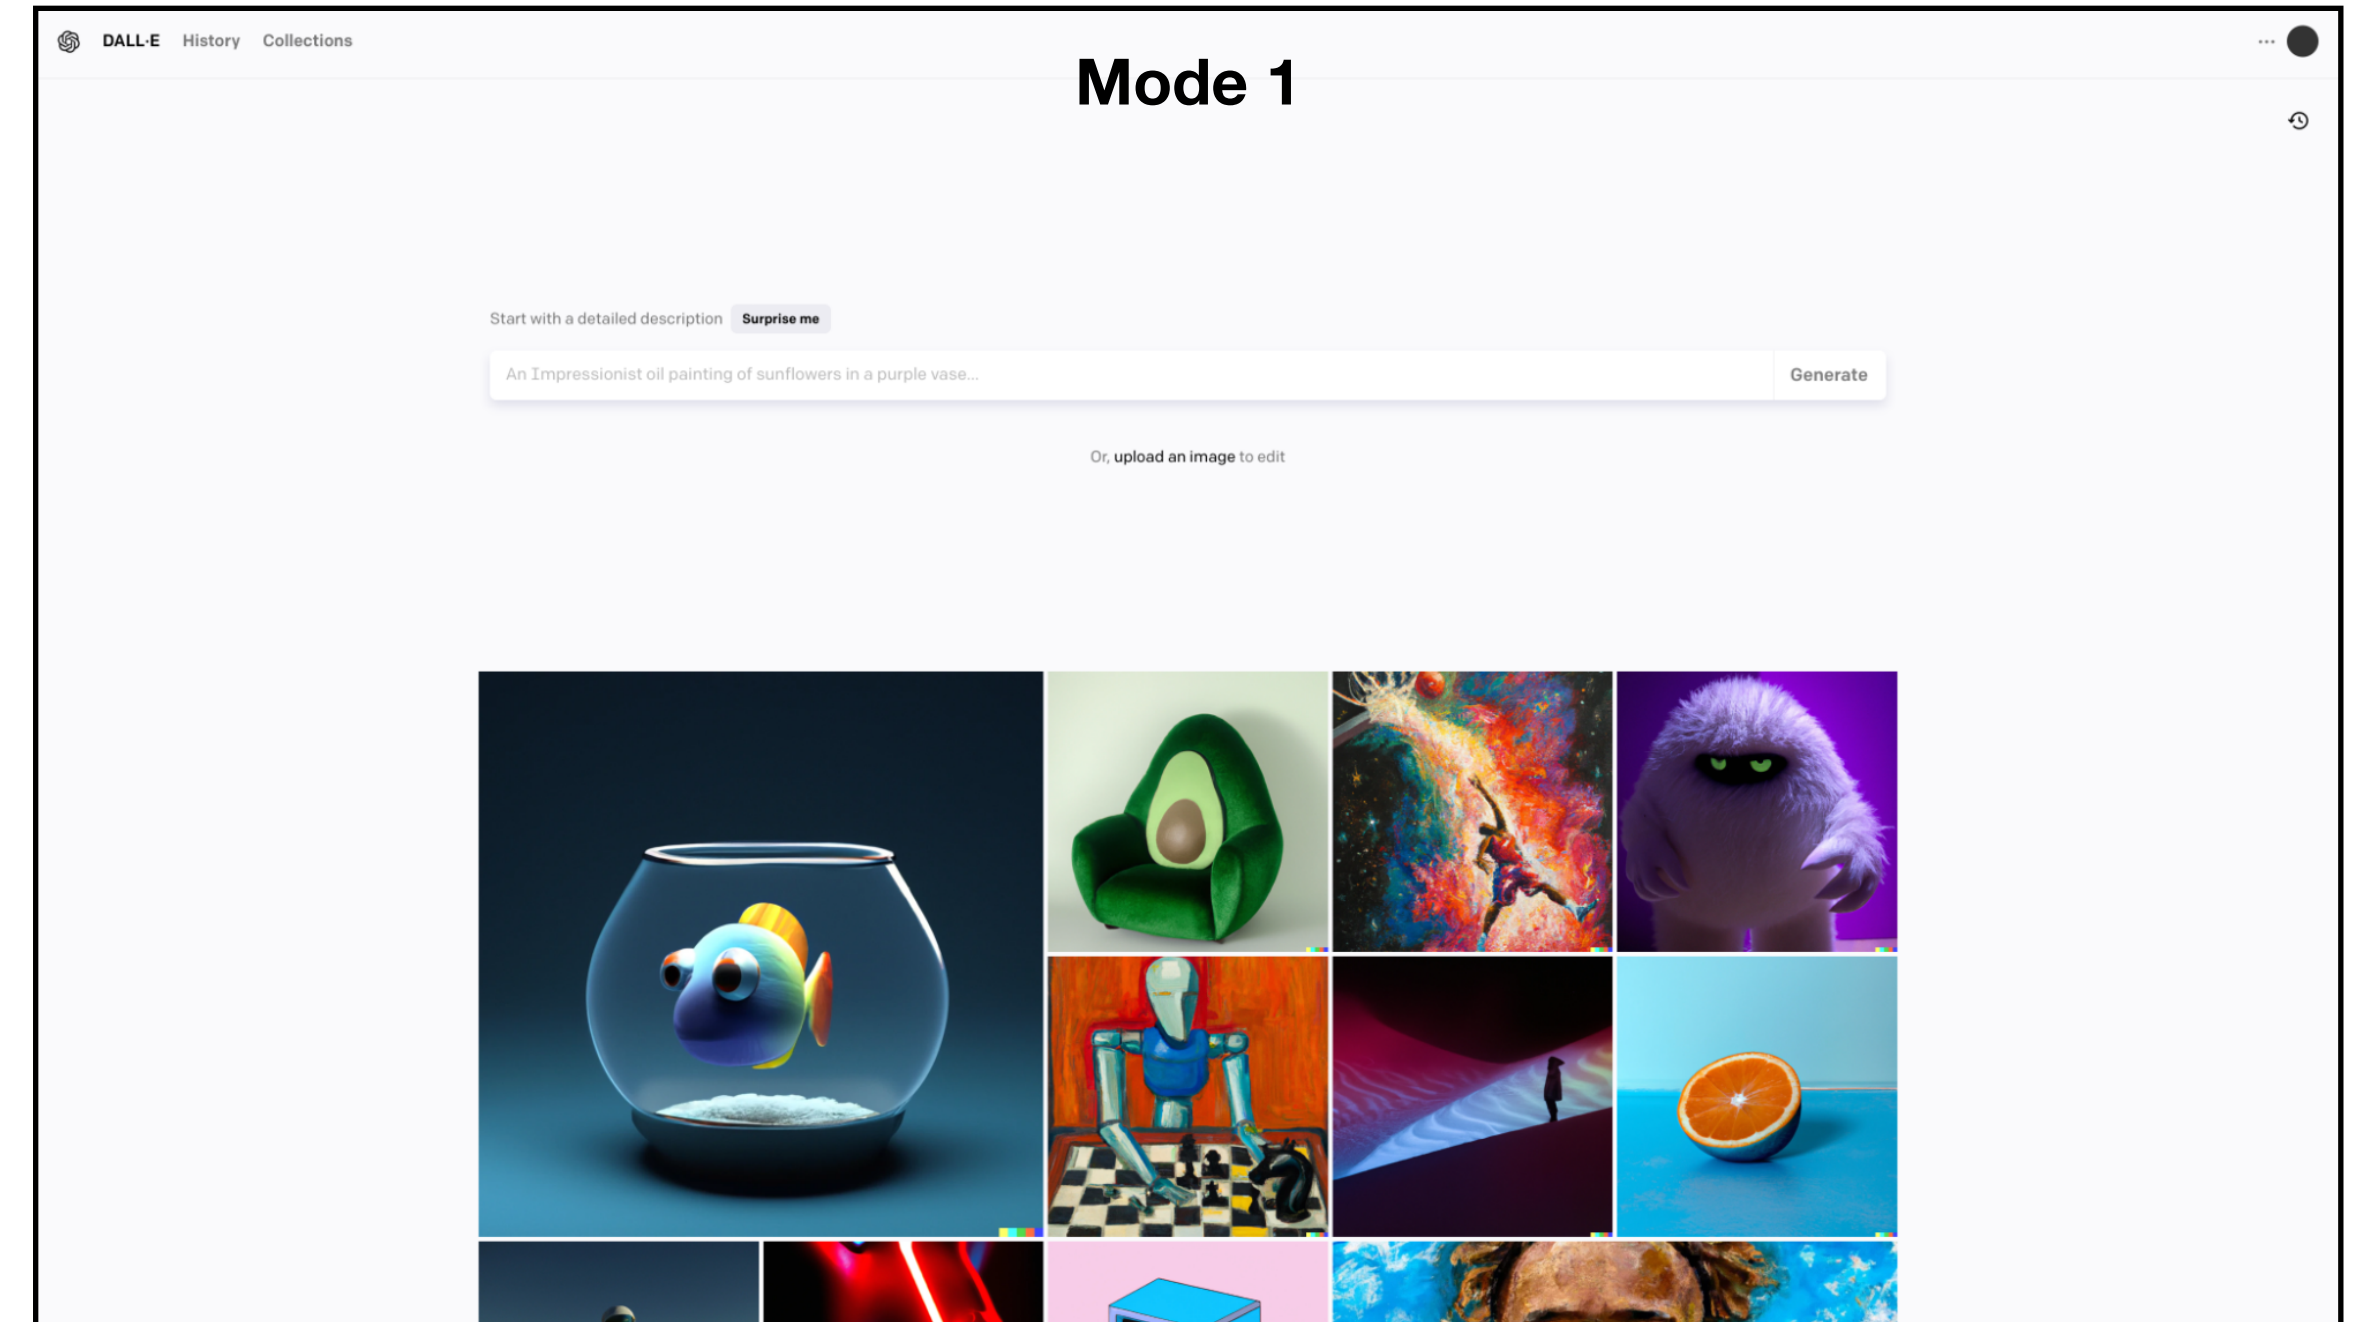 DALL·E History Collections
Mode 1
Start with a detailed description Surprise me
An Impressionist oil painting of sunflowers in a purple vase... Generate
Or, upload an image to edit